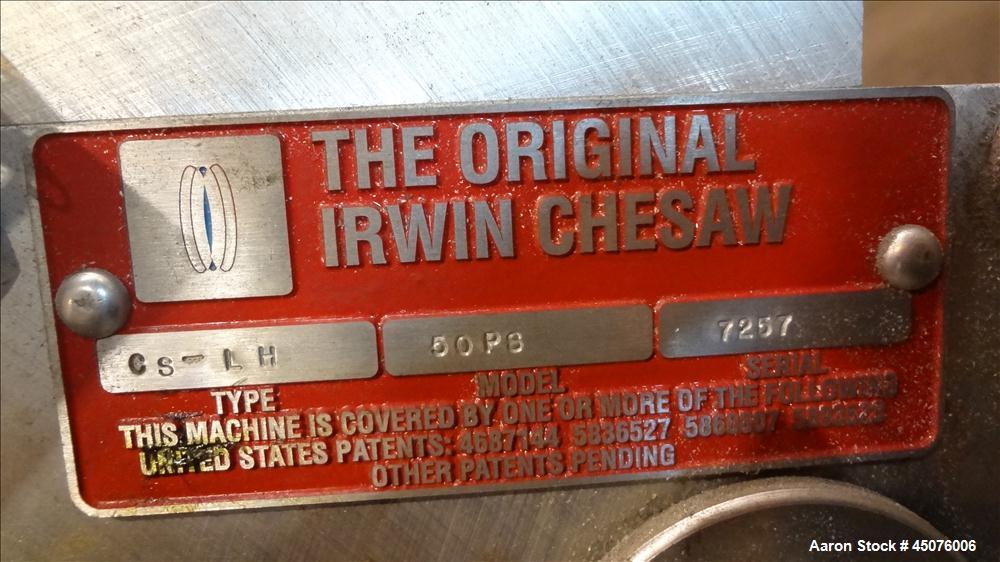 THE ORIGINAL
IRWIN CHESAW
CS-LH 50PS 7257
TYPE MODEL SERIAL
THIS MACHINE IS COVERED BY ONE OR MORE OF THE FOLLOWING
UNITED STATES PATENTS: 4687144 5836527
OTHER PATENTS PENDING
Aaron Stock # 45076006